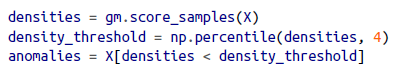 densities = gm.score_samples(X)
density_threshold = np.percentile(densities, 4)
anomalies = X[densities < density_threshold]